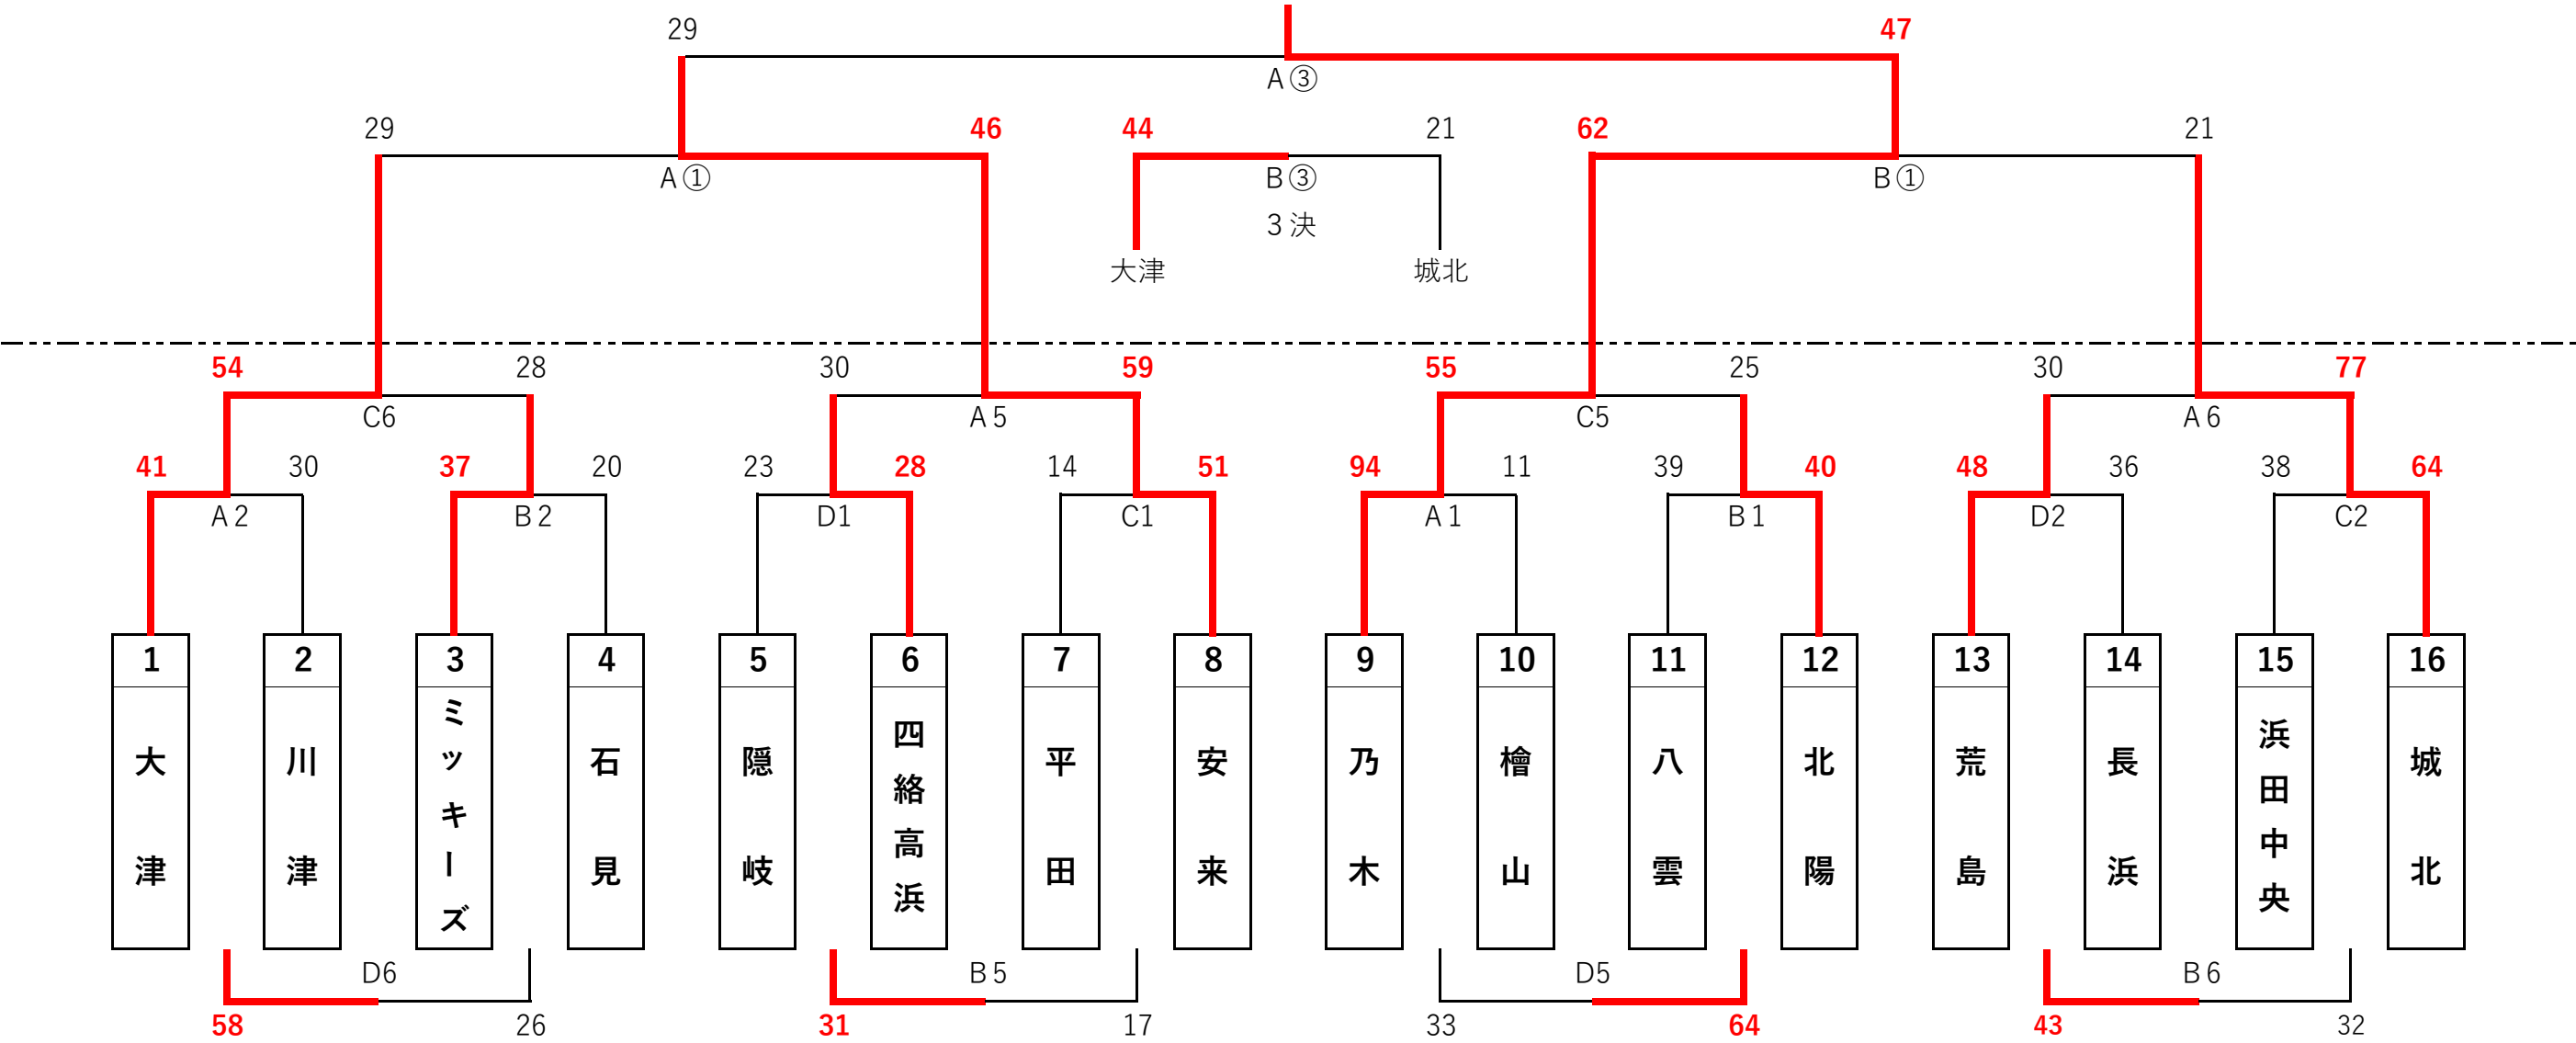 29 47
A③
29 46 44 21 62 21
A① B③ B①
3決
大津 城北
54 28 30 59 55 25 30 77
C6 A5 C5 A6
41 30 37 20 23 28 14 51 94 11 39 40 48 36 38 64
A2 B2 D1 C1 A1 B1 D2 C2
1 2 3 4 5 6 7 8 9 10 11 12 13 14 15 16
大津
川津
ミッキーズ
石見
隠岐
四絡高浜
平田
安来
乃木
檜山
八雲
北陽
荒島
長浜
浜田中央
城北
D6 B5 D5 B6
58 26 31 17 33 64 43 32